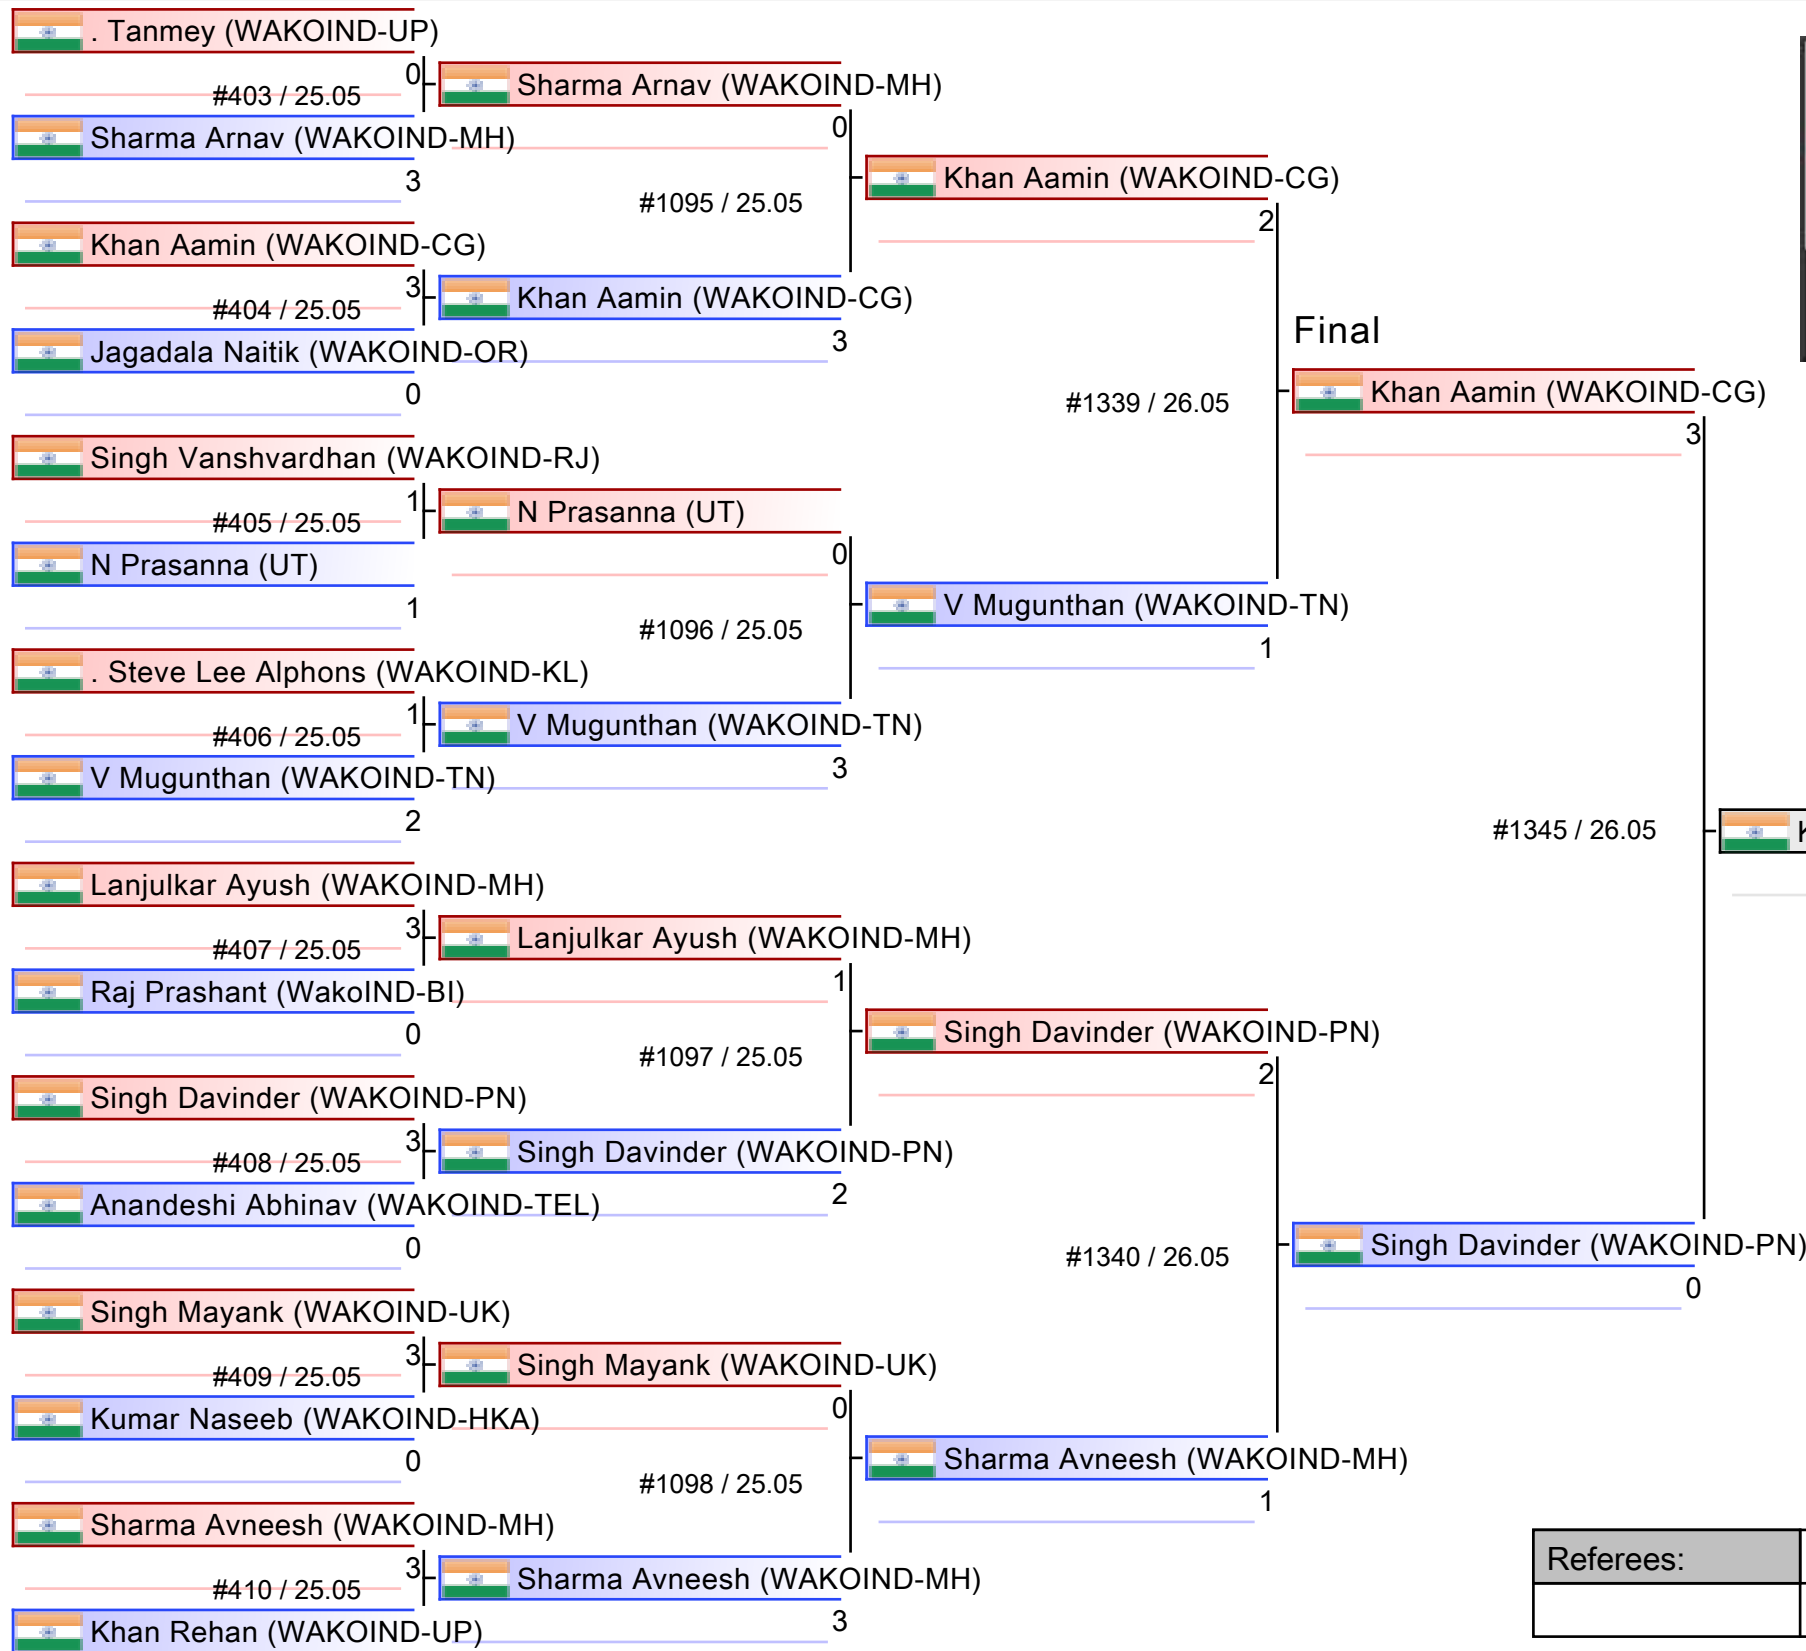 . Tanmey (WAKOIND-UP)
0
#403 / 25.05
Sharma Arnav (WAKOIND-MH)
3
Khan Aamin (WAKOIND-CG)
3
#404 / 25.05
Jagadala Naitik (WAKOIND-OR)
0
Singh Vanshvardhan (WAKOIND-RJ)
1
#405 / 25.05
N Prasanna (UT)
1
. Steve Lee Alphons (WAKOIND-KL)
1
#406 / 25.05
V Mugunthan (WAKOIND-TN)
2
Lanjulkar Ayush (WAKOIND-MH)
3
#407 / 25.05
Raj Prashant (WakoIND-BI)
0
Singh Davinder (WAKOIND-PN)
3
#408 / 25.05
Anandeshi Abhinav (WAKOIND-TEL)
0
Singh Mayank (WAKOIND-UK)
3
#409 / 25.05
Kumar Naseeb (WAKOIND-HKA)
0
Sharma Avneesh (WAKOIND-MH)
3
#410 / 25.05
Khan Rehan (WAKOIND-UP)
Sharma Arnav (WAKOIND-MH)
0
#1095 / 25.05
Khan Aamin (WAKOIND-CG)
3
N Prasanna (UT)
0
#1096 / 25.05
V Mugunthan (WAKOIND-TN)
3
Lanjulkar Ayush (WAKOIND-MH)
1
#1097 / 25.05
Singh Davinder (WAKOIND-PN)
2
Singh Mayank (WAKOIND-UK)
0
#1098 / 25.05
Sharma Avneesh (WAKOIND-MH)
3
Khan Aamin (WAKOIND-CG)
2
#1339 / 26.05
V Mugunthan (WAKOIND-TN)
1
Singh Davinder (WAKOIND-PN)
2
#1340 / 26.05
Sharma Avneesh (WAKOIND-MH)
1
Final
Khan Aamin (WAKOIND-CG)
3
#1345 / 26.05
Singh Davinder (WAKOIND-PN)
0
Referees: